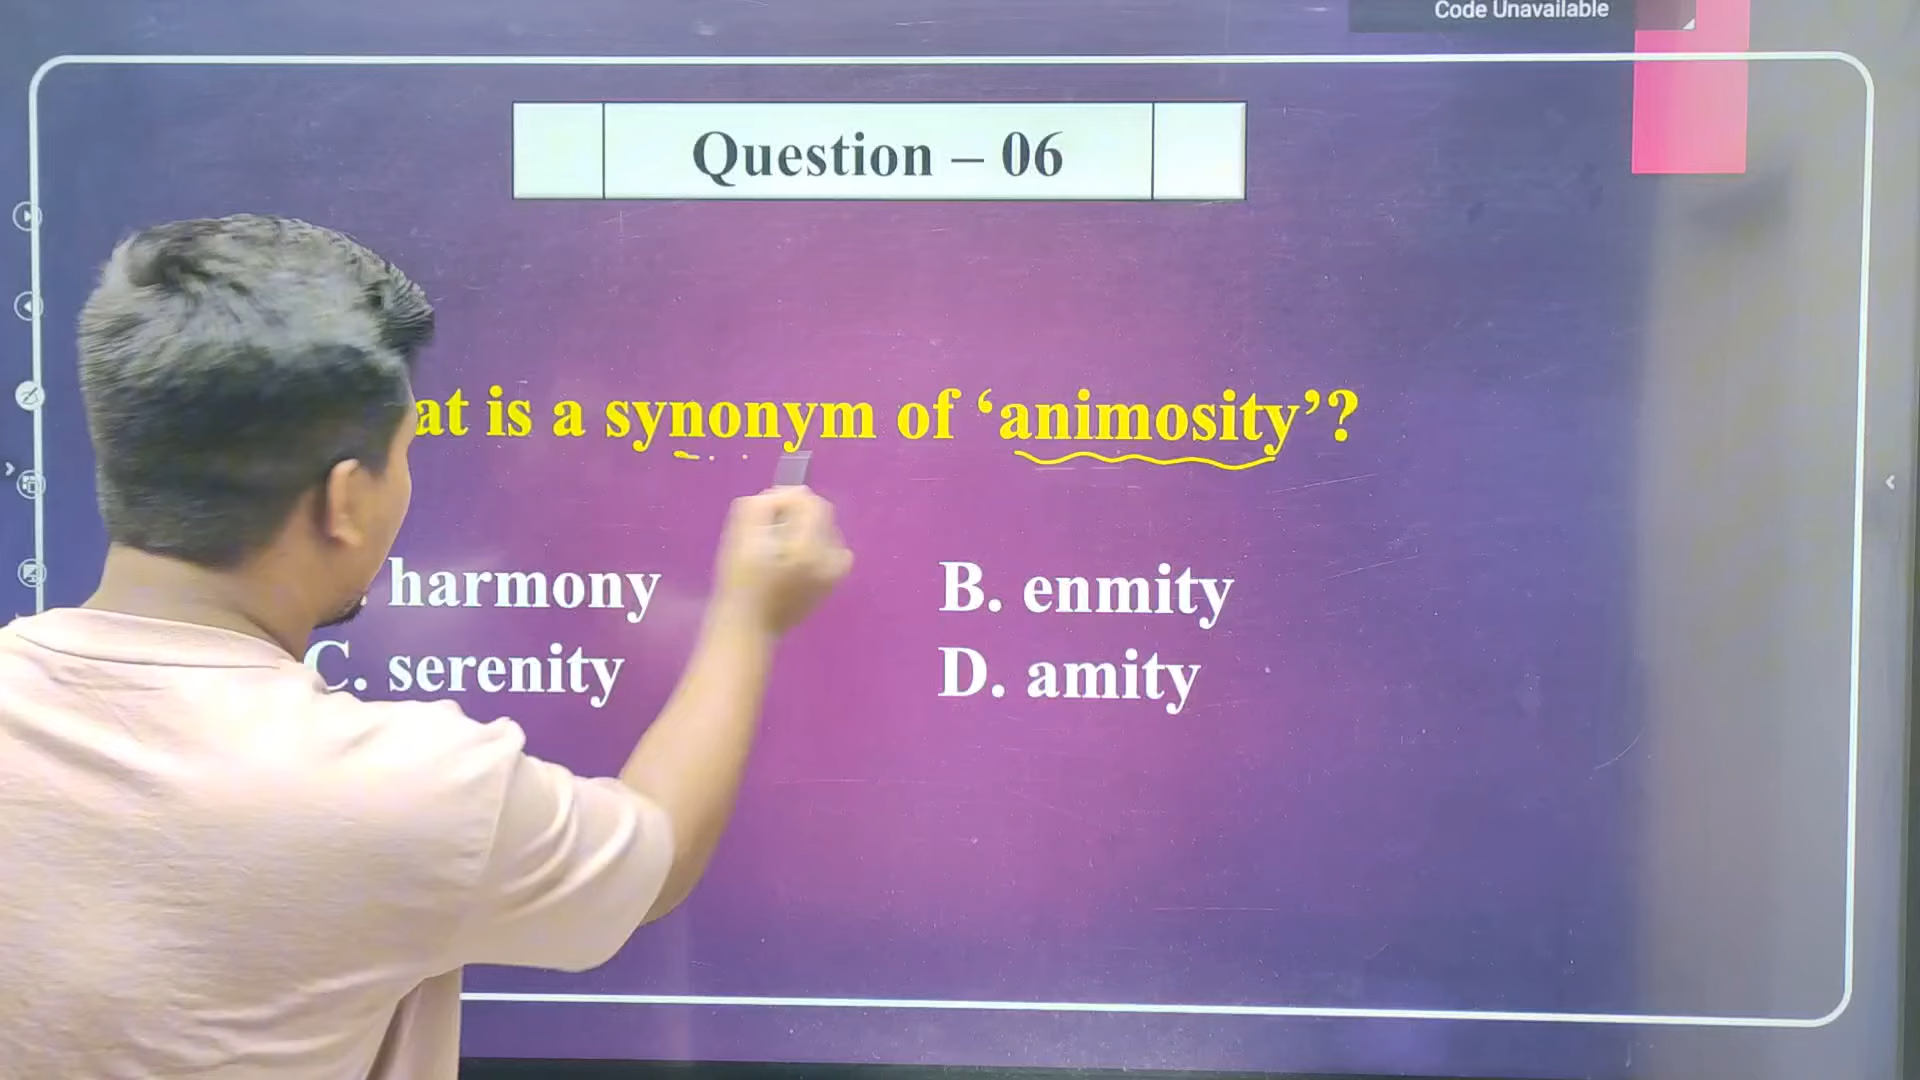 Code Unavailable
Question – 06
at is a synonym of ‘animosity’?
. harmony
B. enmity
C. serenity
D. amity